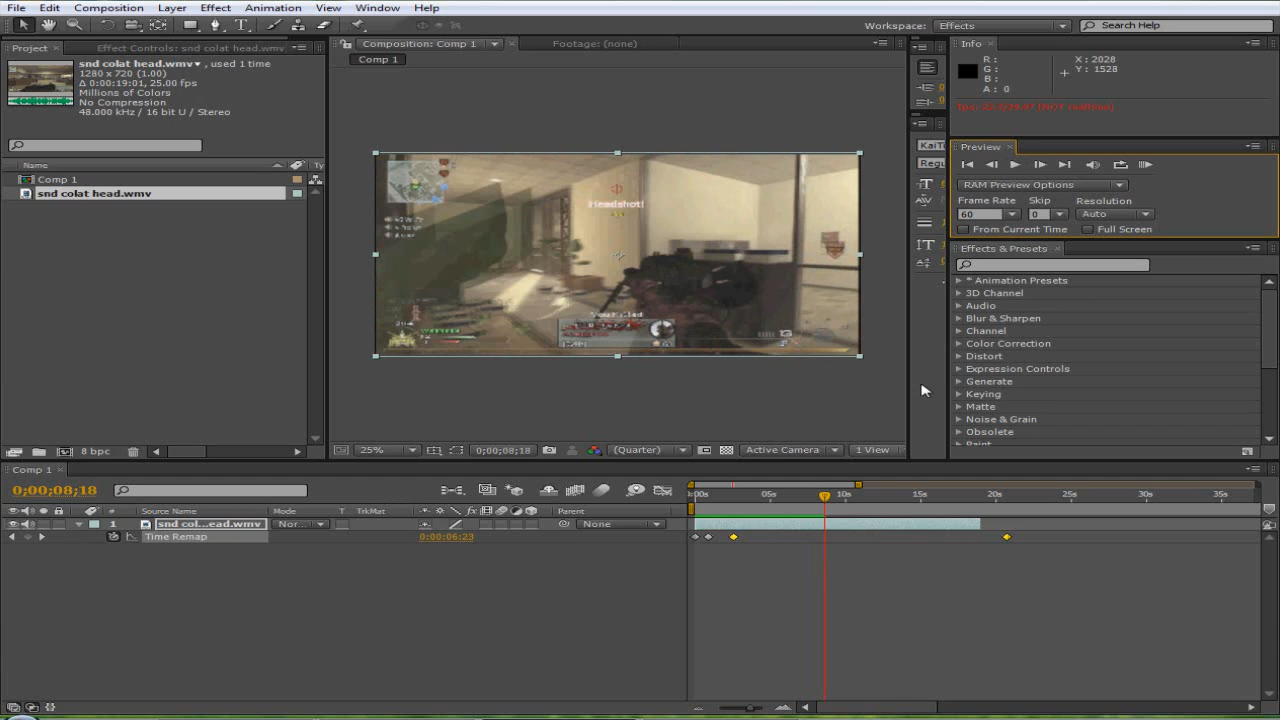 File Edit Composition Layer Effect Animation View Window Help
Workspace: Effects Search Help
Project Effect Controls: snd colat head.wmv
snd colat head.wmv, used 1 time
1280 x 720 (1.00)
Δ 0:00:19:01, 25.00 fps
Millions of Colors
No Compression
48.000 kHz / 16 bit U / Stereo
Name Ty
Comp 1
snd colat head.wmv
8 bpc
Composition: Comp 1 Footage: (none)
Comp 1
Headshot!
You Killed
25% 0;00;08;18 (Quarter) Active Camera 1 View
KaiT
Regu
Info
R:
G:
B:
A: 0
X: 2028
Y: 1528
Preview
RAM Preview Options
Frame Rate Skip Resolution
60 0 Auto
From Current Time Full Screen
Effects & Presets
* Animation Presets
3D Channel
Audio
Blur & Sharpen
Channel
Color Correction
Distort
Expression Controls
Generate
Keying
Matte
Noise & Grain
Obsolete
Paint
Comp 1
0;00;08;18
Source Name Mode T TrkMat Parent
1 snd col...ead.wmv Nor... None
Time Remap 0:00:06:23
:00s 05s 10s 15s 20s 25s 30s 35s